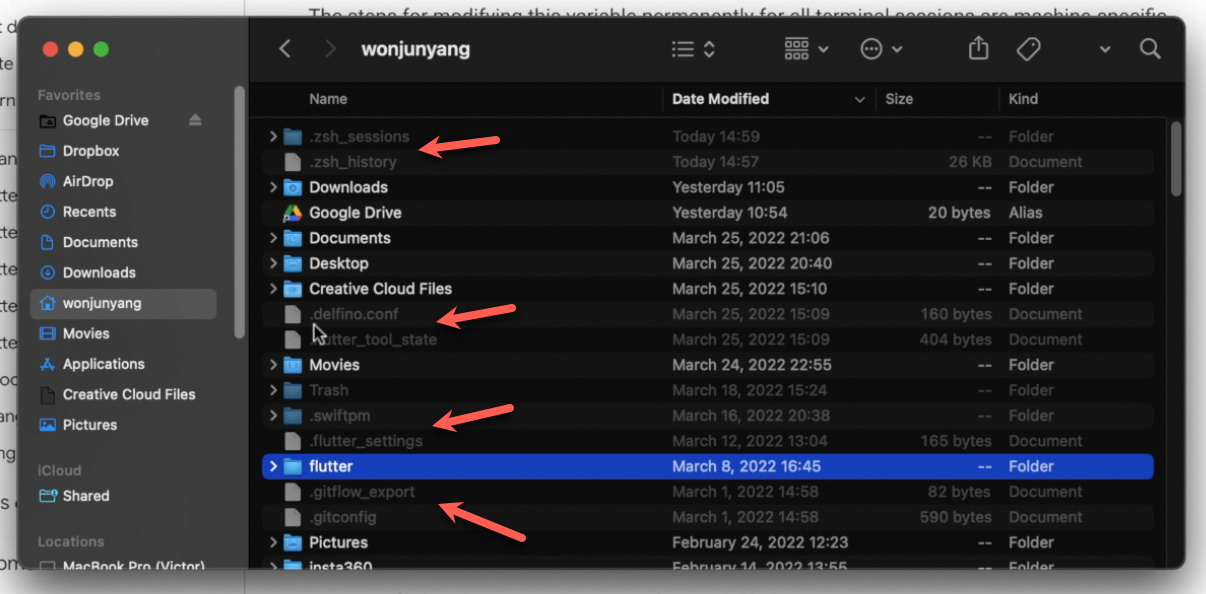 The steps for modifying this variable permanently for all terminal sessions are machine specific
wonjunyang
Favorites
Google Drive
Dropbox
AirDrop
Recents
Documents
Downloads
wonjunyang
Movies
Applications
Creative Cloud Files
Pictures
iCloud
Shared
Locations
MacBook Pro (Victor)
Name Date Modified Size Kind
.zsh_sessions Today 14:59 -- Folder
.zsh_history Today 14:57 26 KB Document
Downloads Yesterday 11:05 -- Folder
Google Drive Yesterday 10:54 20 bytes Alias
Documents March 25, 2022 21:06 -- Folder
Desktop March 25, 2022 20:40 -- Folder
Creative Cloud Files March 25, 2022 15:10 -- Folder
.delfino.conf March 25, 2022 15:09 160 bytes Document
.flutter_tool_state March 25, 2022 15:09 404 bytes Document
Movies March 24, 2022 22:55 -- Folder
Trash March 18, 2022 15:24 -- Folder
.swiftpm March 16, 2022 20:38 -- Folder
.flutter_settings March 12, 2022 13:04 165 bytes Document
flutter March 8, 2022 16:45 -- Folder
.gitflow_export March 1, 2022 14:58 82 bytes Document
.gitconfig March 1, 2022 14:58 590 bytes Document
Pictures February 24, 2022 12:23 -- Folder
insta360 February 14, 2022 13:55 -- Folder